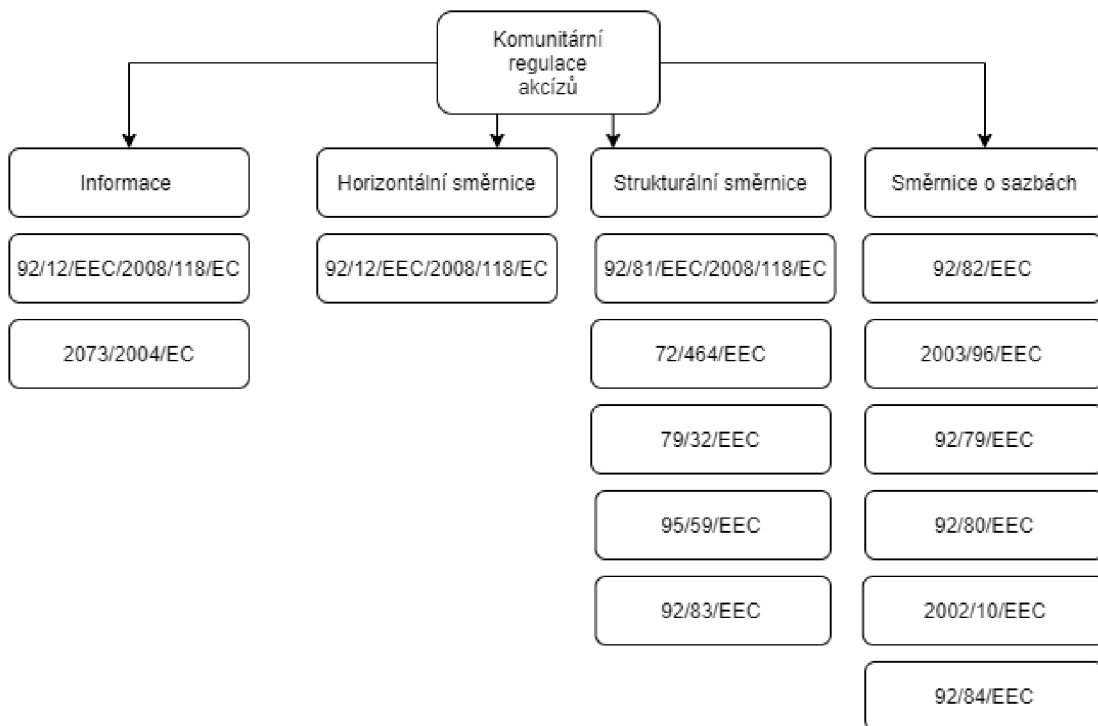 Komunitární
regulace
akcízů
Informace
Horizontální směrnice
Strukturální směrnice
Směrnice o sazbách
92/12/EEC/2008/118/EC
92/12/EEC/2008/118/EC
92/81/EEC/2008/118/EC
92/82/EEC
2073/2004/EC
72/464/EEC
2003/96/EEC
79/32/EEC
92/79/EEC
95/59/EEC
92/80/EEC
92/83/EEC
2002/10/EEC
92/84/EEC